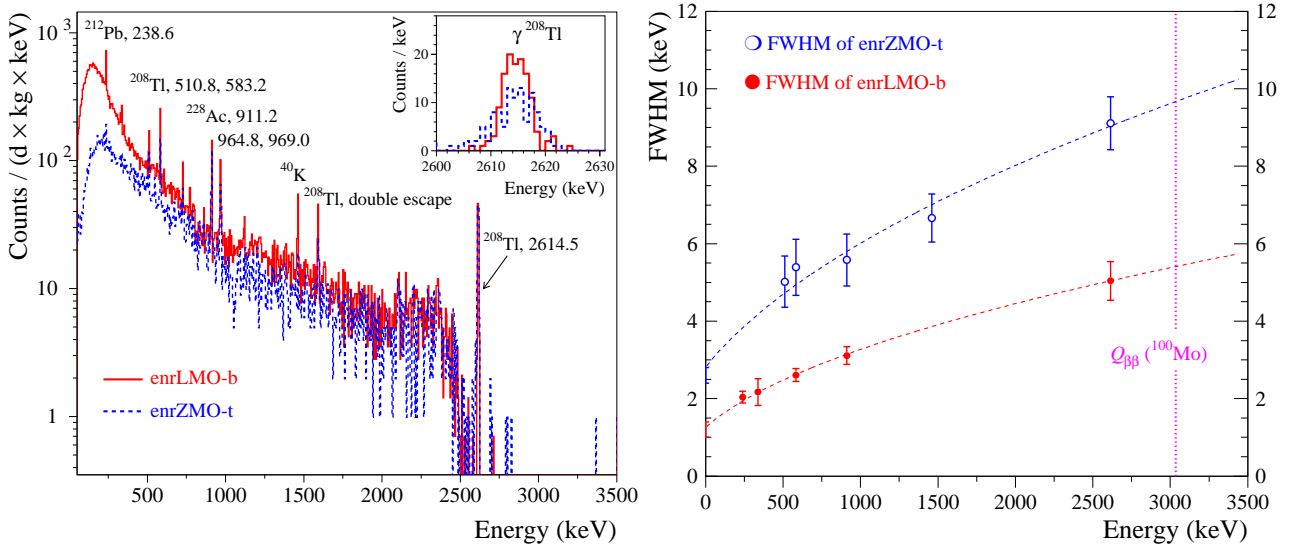 10³
10²
10
1
Counts / (d × kg × keV)
²¹²Pb, 238.6
²⁰⁸Tl, 510.8, 583.2
²²⁸Ac, 911.2
964.8, 969.0
⁴⁰K
²⁰⁸Tl, double escape
²⁰⁸Tl, 2614.5
enrLMO-b
enrZMO-t
500 1000 1500 2000 2500 3000 3500
Energy (keV)
Counts / keV
20
10
0
γ ²⁰⁸Tl
2600 2610 2620 2630
Energy (keV)
FWHM (keV)
12
10
8
6
4
2
0
FWHM of enrZMO-t
FWHM of enrLMO-b
Qββ (¹⁰⁰Mo)
12
10
8
6
4
2
0
0 500 1000 1500 2000 2500 3000 3500
Energy (keV)